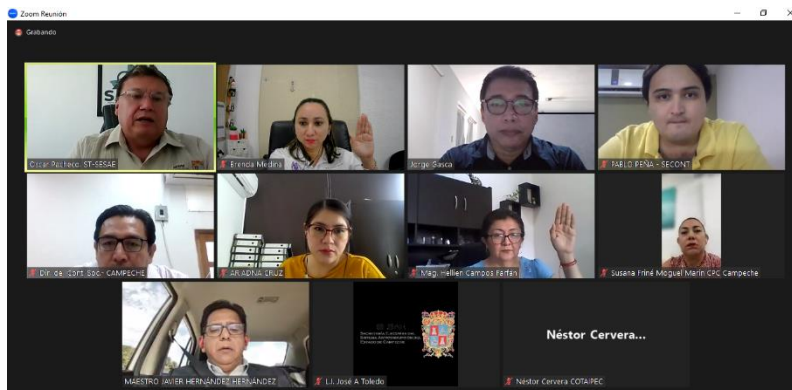 Zoom Reunión
Grabando
Oscar Pacheco. ST-SESAE
Brenda Medina
Jorge Gasca
PABLO PEÑA - SECONT
Dir. de Cont. Soc.- CAMPECHE
ARIADNA CRUZ
Mag. Hellien Campos Farfán
Susana Friné Moguel Marín CPC Campeche
MAESTRO JAVIER HERNÁNDEZ HERNÁNDEZ
L.I. José A Toledo
Néstor Cervera...
Néstor Cervera COTAIPEC